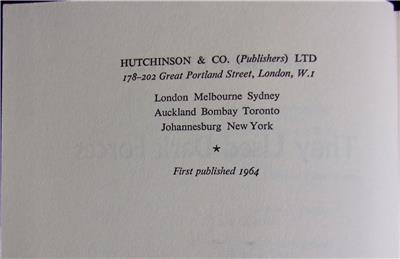 HUTCHINSON & CO. (Publishers) LTD
178–202 Great Portland Street, London, W.1
London Melbourne Sydney
Auckland Bombay Toronto
Johannesburg New York
*
First published 1964